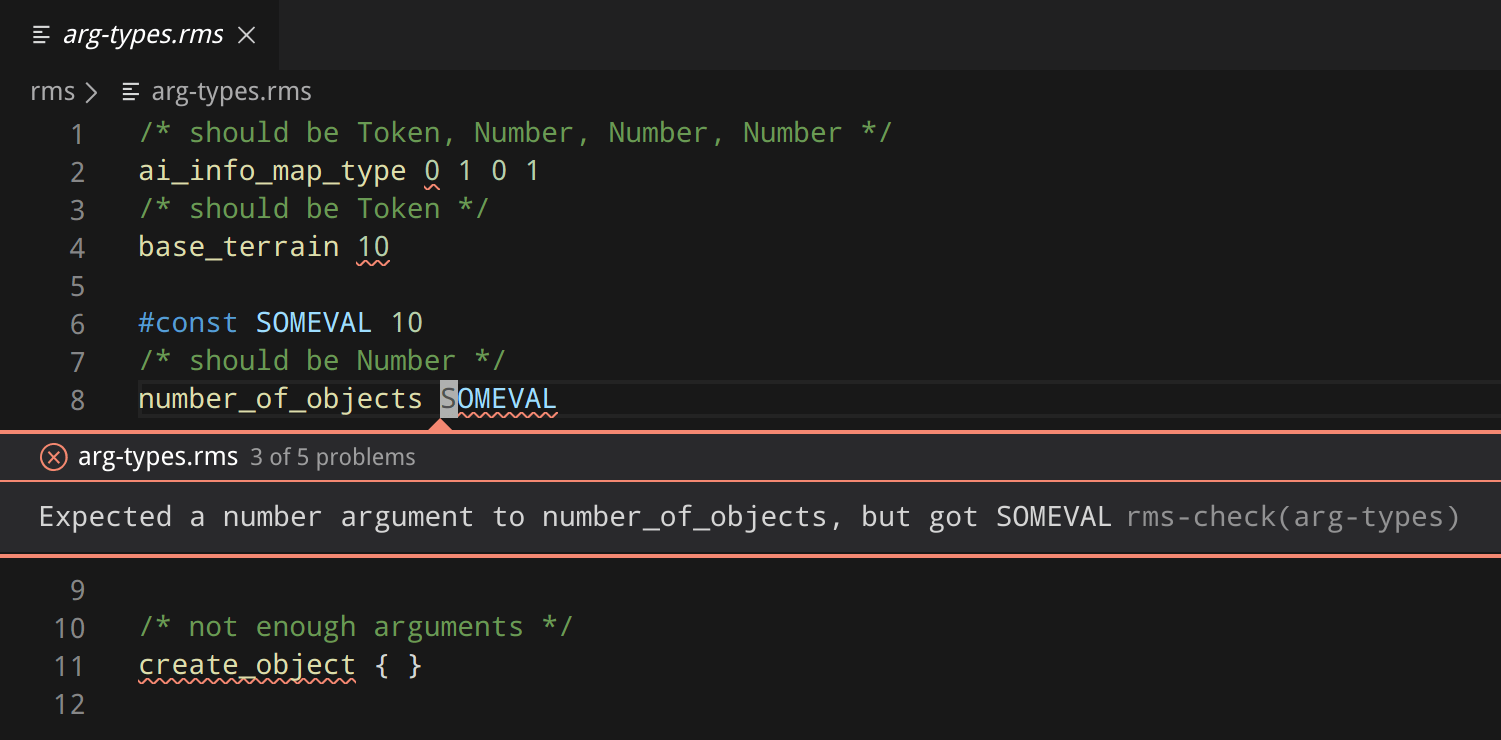 arg-types.rms
rms > arg-types.rms
1 /* should be Token, Number, Number, Number */
2 ai_info_map_type 0 1 0 1
3 /* should be Token */
4 base_terrain 10
5
6 #const SOMEVAL 10
7 /* should be Number */
8 number_of_objects SOMEVAL
arg-types.rms 3 of 5 problems
Expected a number argument to number_of_objects, but got SOMEVAL rms-check(arg-types)
9
10 /* not enough arguments */
11 create_object { }
12